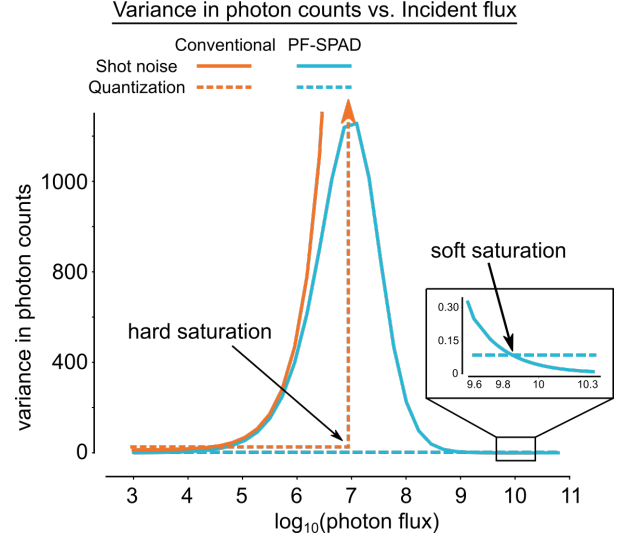 Variance in photon counts vs. Incident flux
Conventional PF-SPAD
Shot noise
Quantization
variance in photon counts
1000
800
400
0
hard saturation
soft saturation
0.30
0.15
0
9.6 9.8 10 10.3
3 4 5 6 7 8 9 10 11
log10(photon flux)